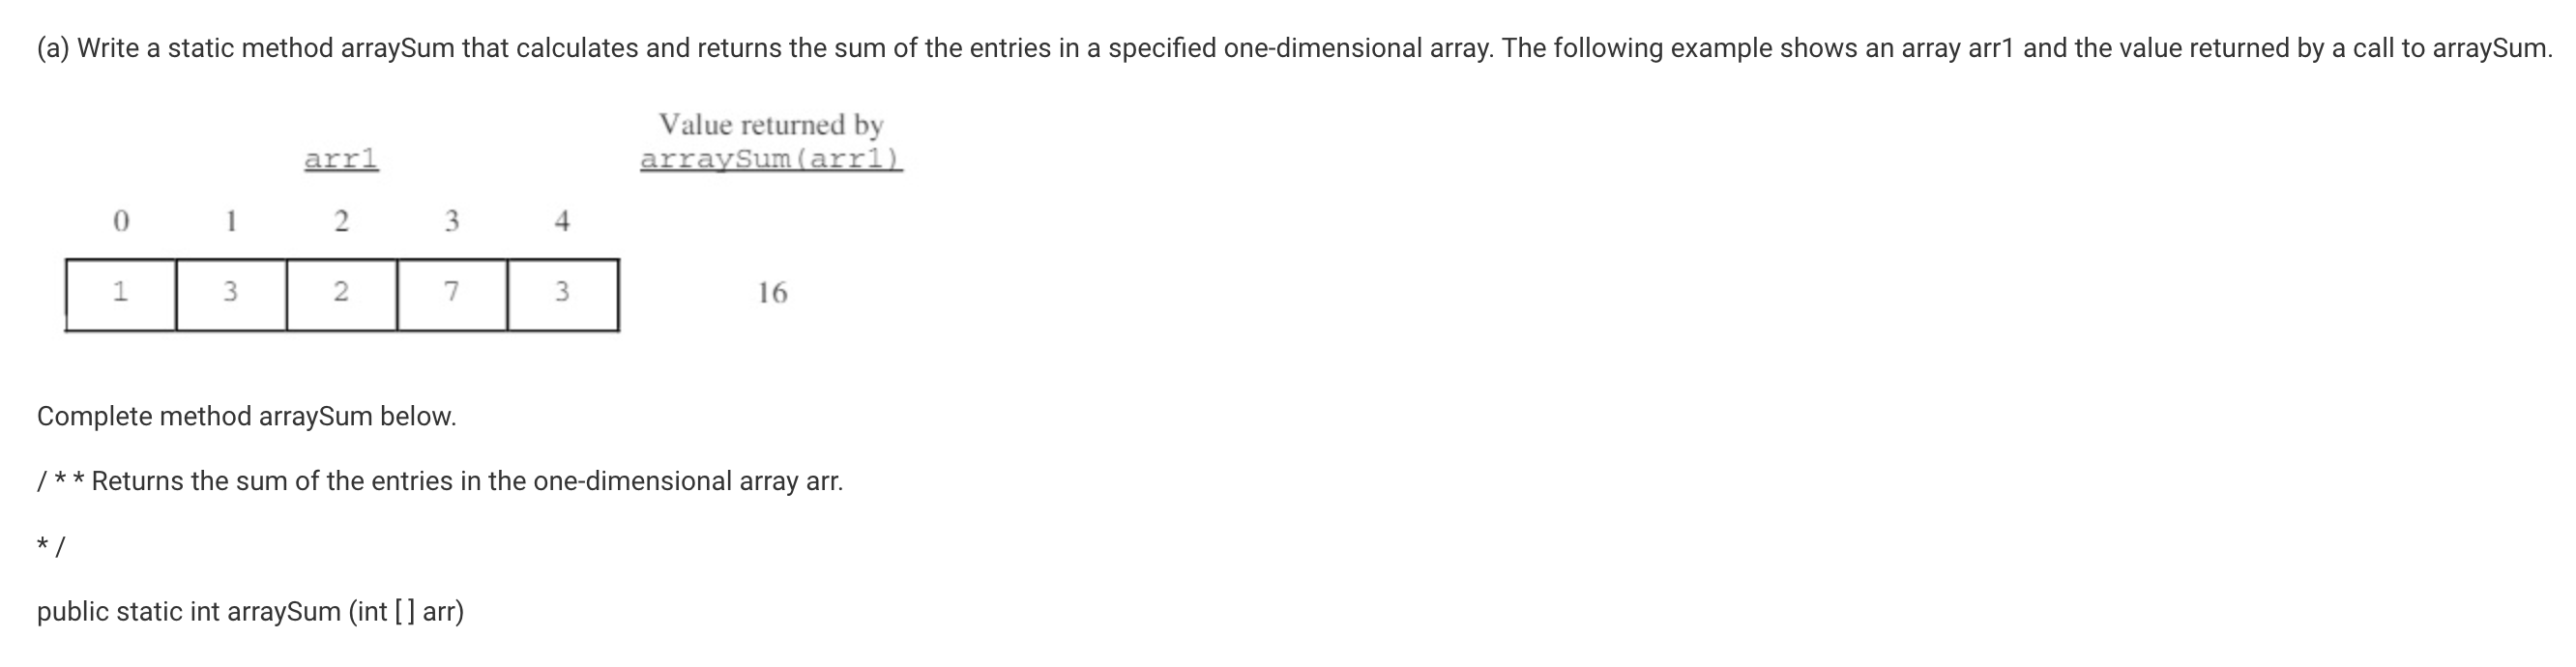 (a) Write a static method arraySum that calculates and returns the sum of the entries in a specified one-dimensional array. The following example shows an array arr1 and the value returned by a call to arraySum.
Value returned by
arr1 arraySum(arr1)
0 1 2 3 4
1 3 2 7 3 16
Complete method arraySum below.
/ * * Returns the sum of the entries in the one-dimensional array arr.
* /
public static int arraySum (int [ ] arr)